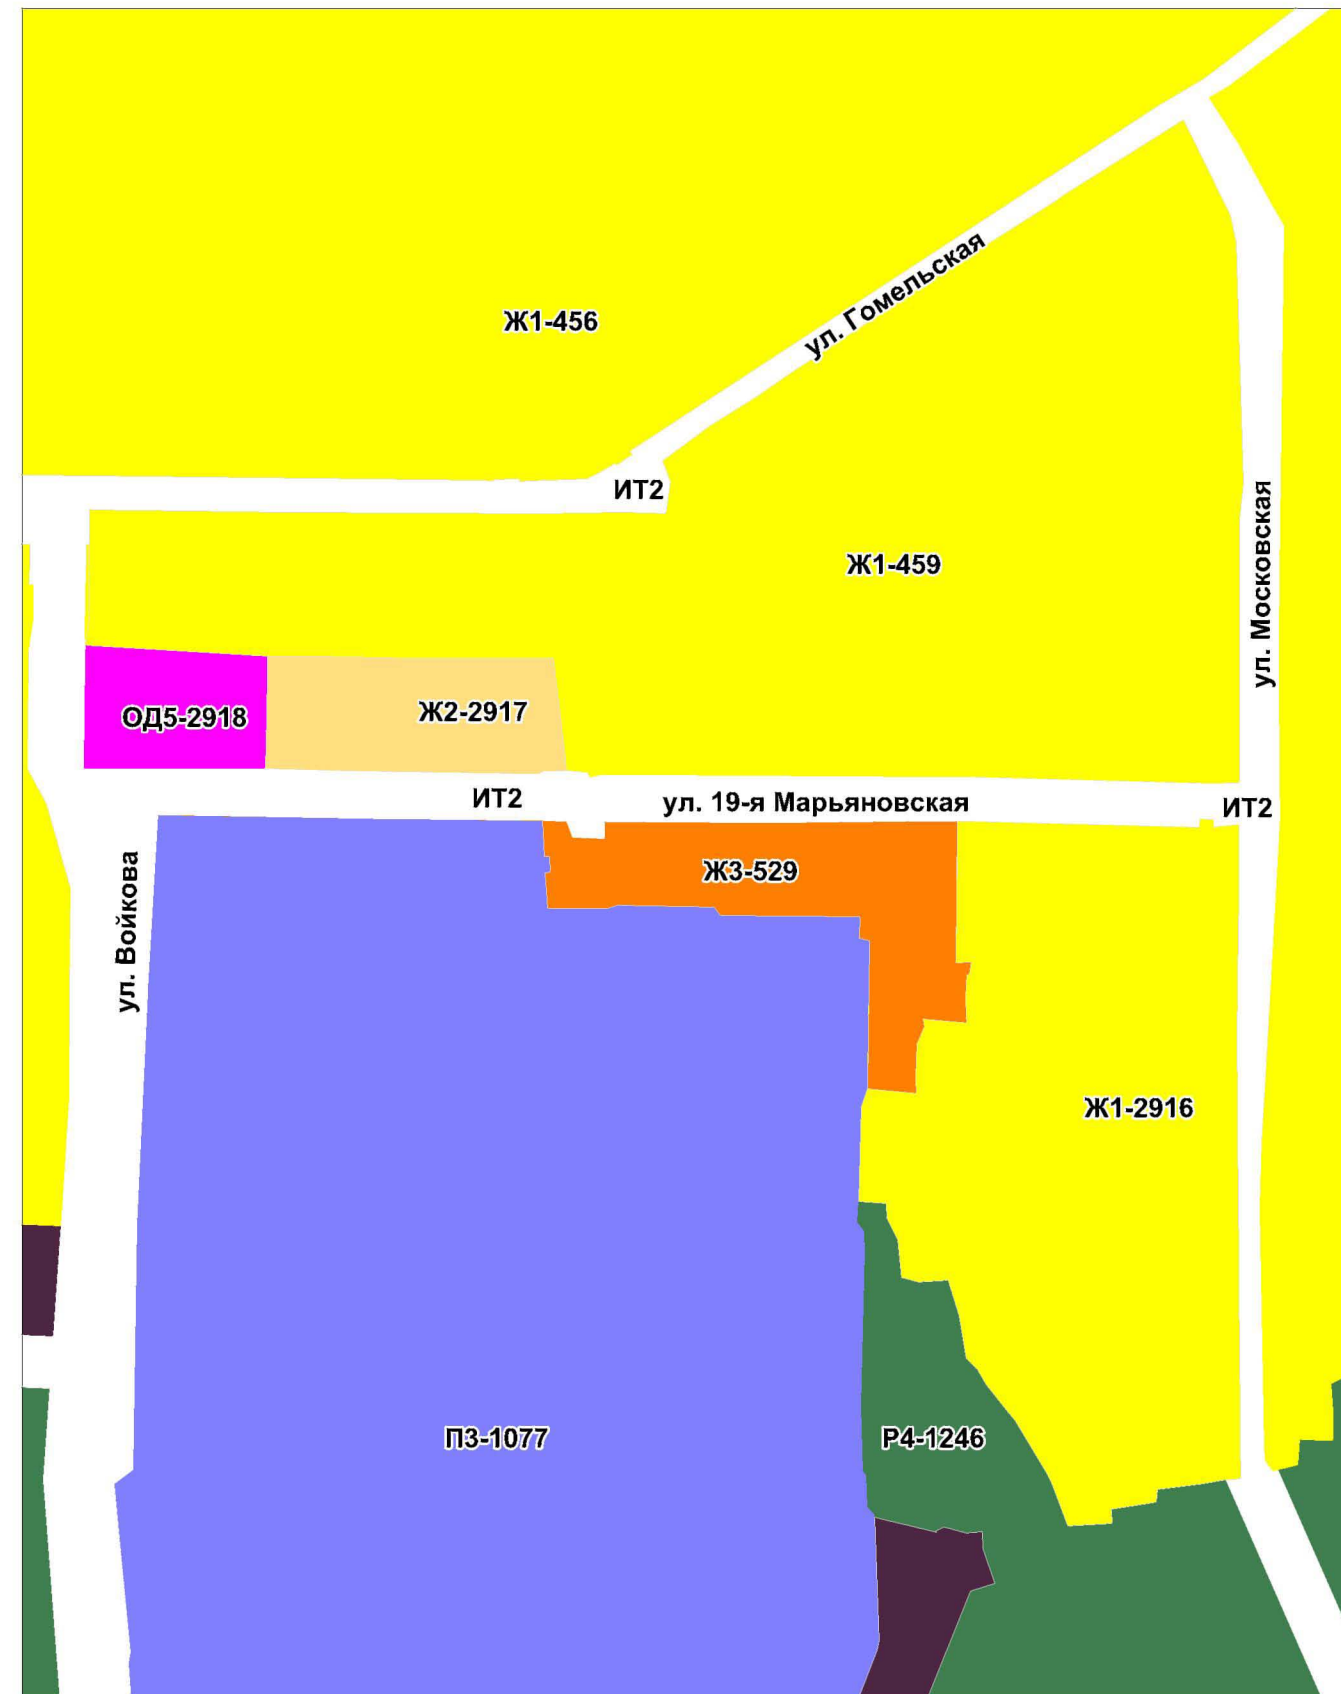 ул. Гомельская
Ж1-456
ИТ2
ул. Московская
Ж1-459
ОД5-2918
Ж2-2917
ИТ2
ул. 19-я Марьяновская
ИТ2
Ж3-529
ул. Войкова
Ж1-2916
П3-1077
Р4-1246